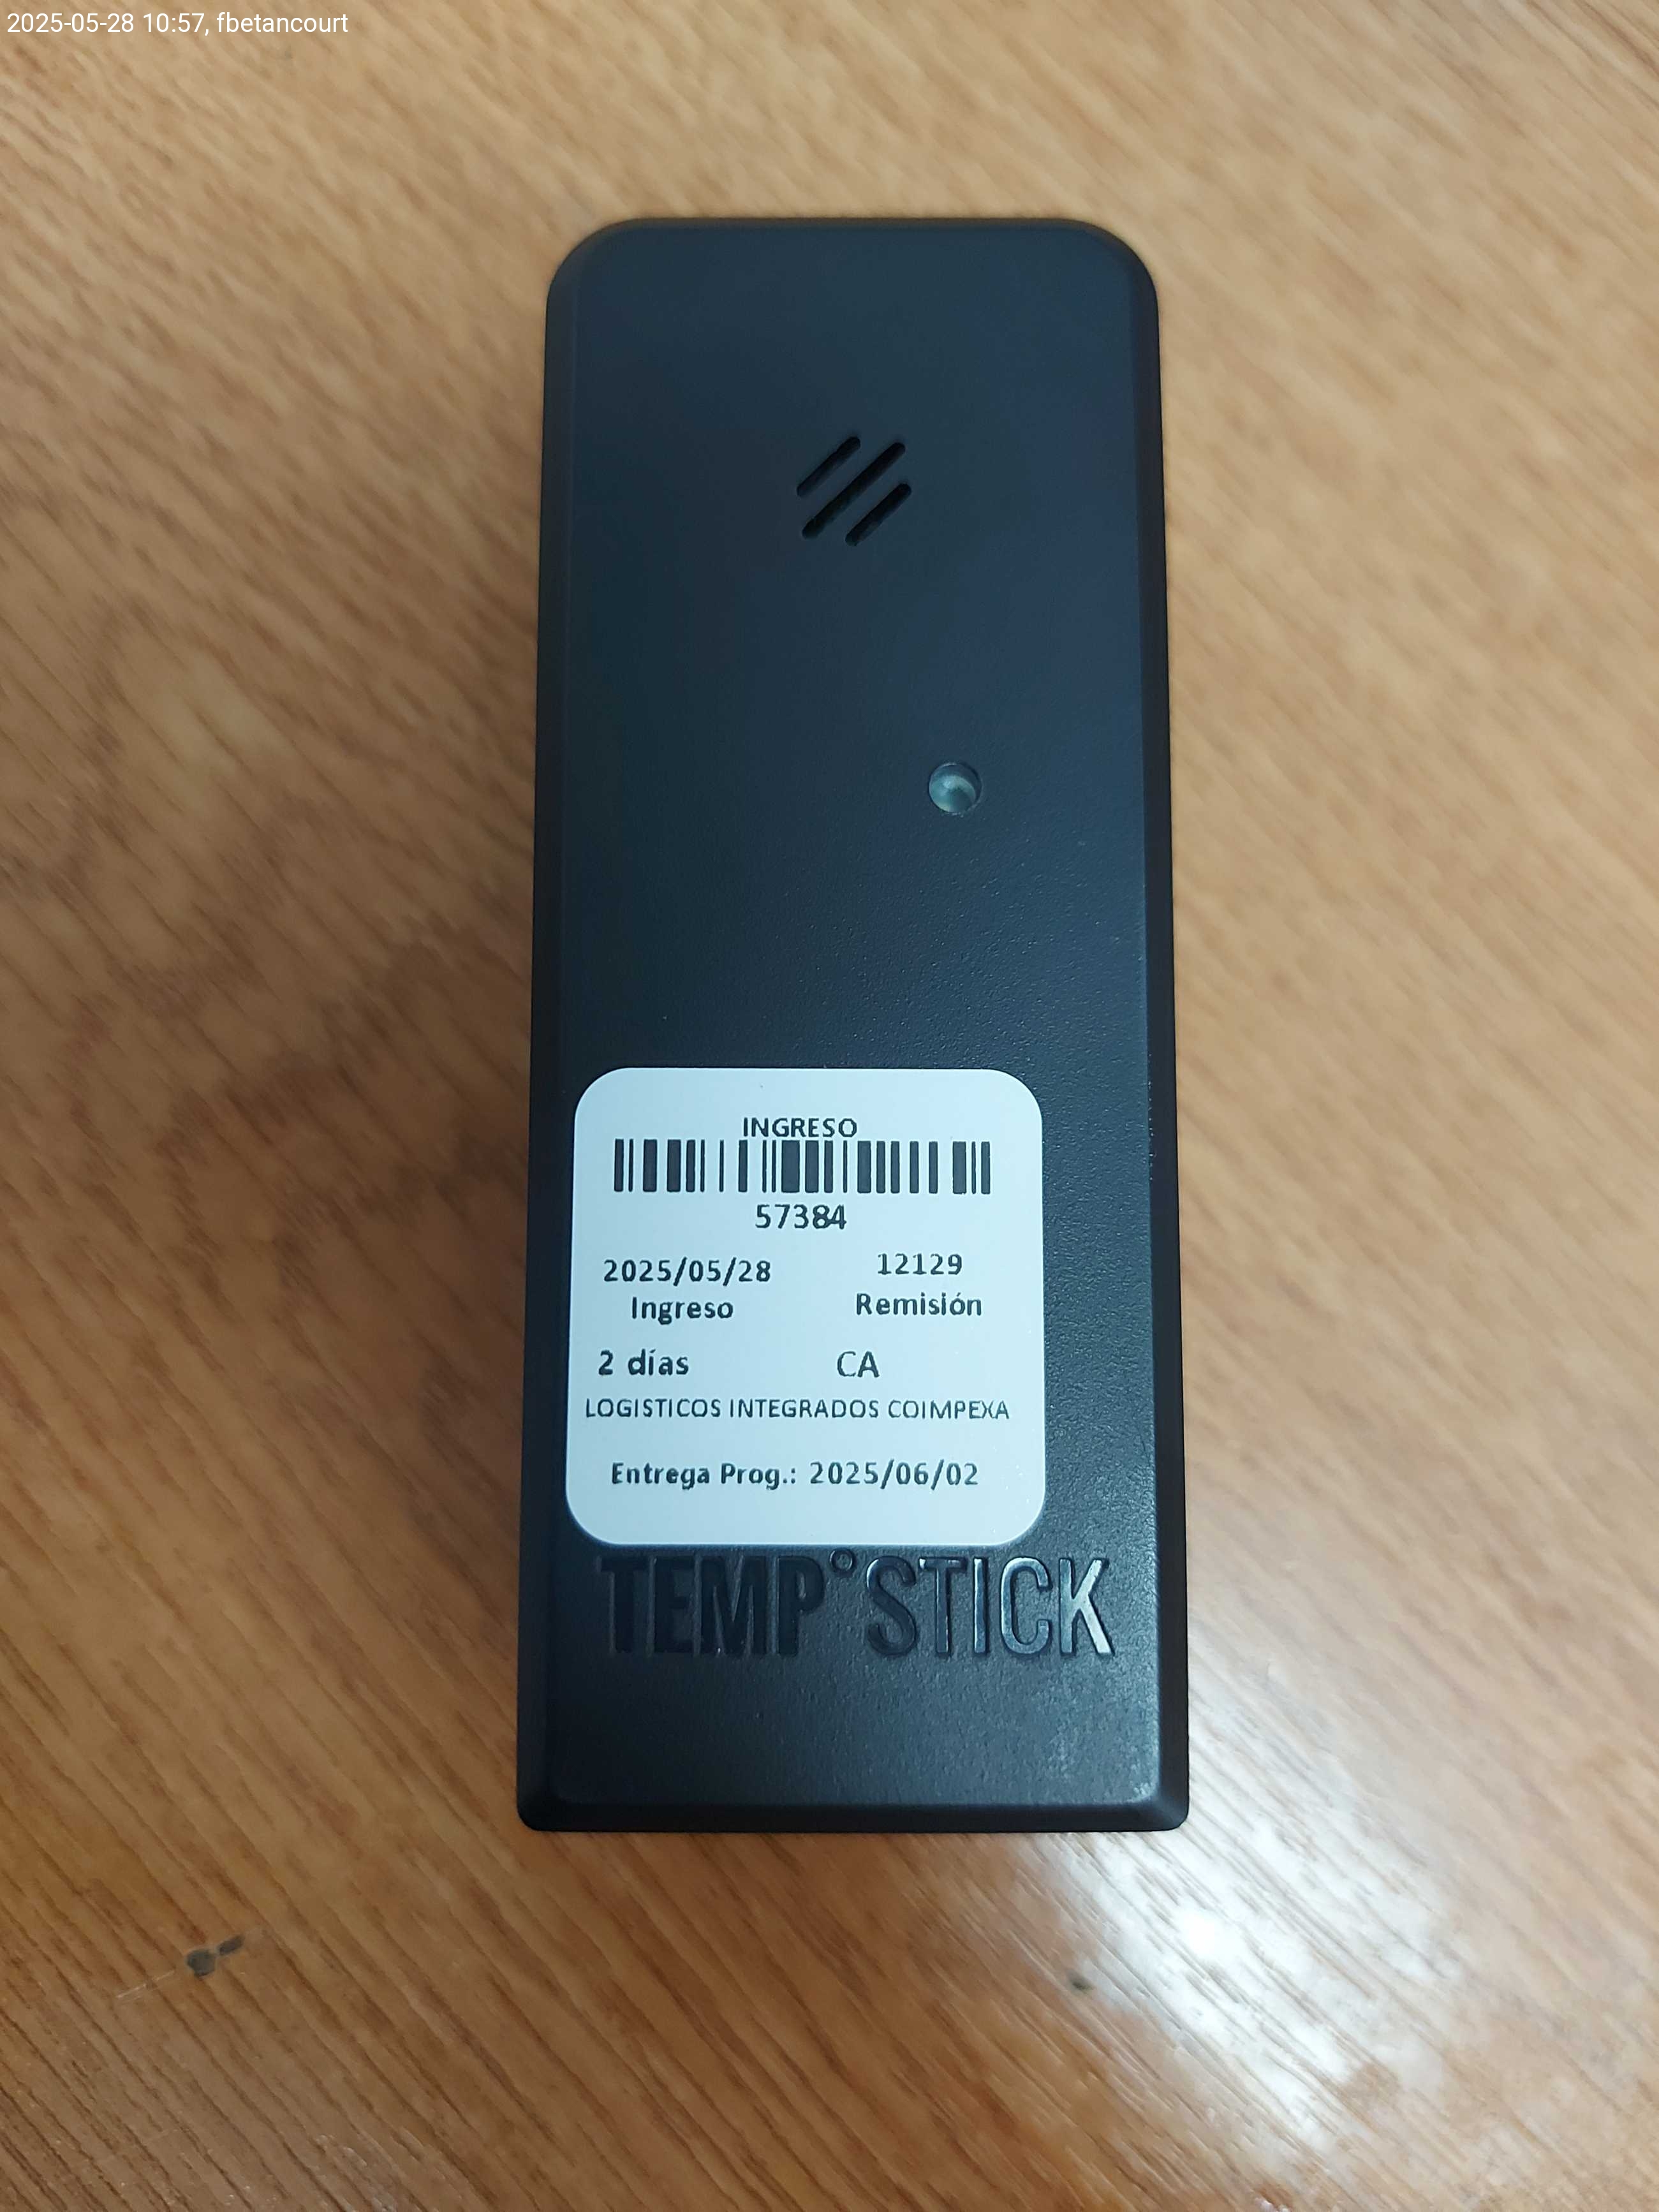 2025-05-28 10:57, fbetancourt
INGRESO
57384
2025/05/28 12129
Ingreso Remisión
2 días CA
LOGISTICOS INTEGRADOS COIMPEXA
Entrega Prog.: 2025/06/02
TEMP°STICK